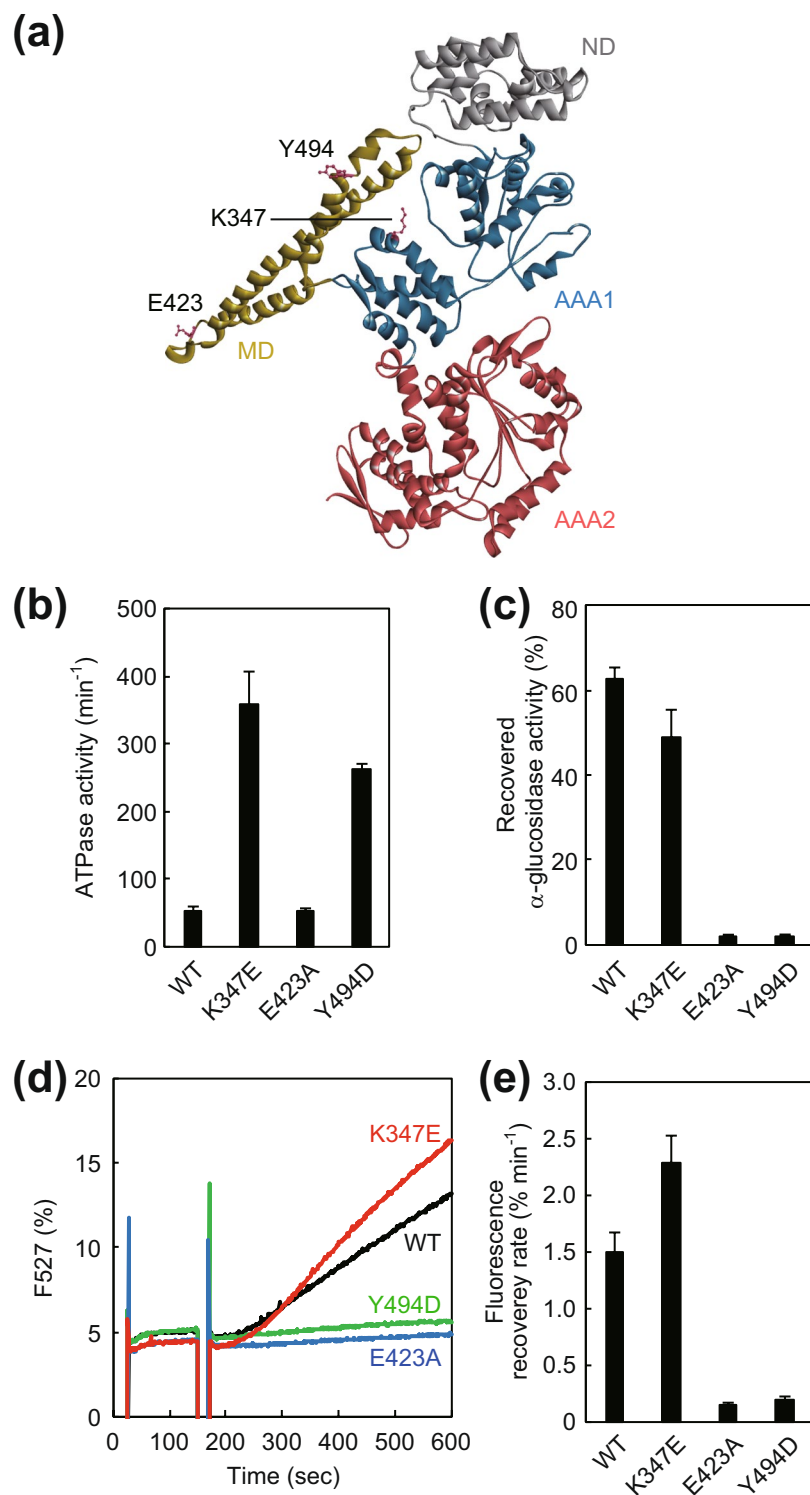 (a)
ND
Y494
K347
E423
MD
AAA1
AAA2
(b)
ATPase activity (min⁻¹)
500
400
300
200
100
0
WT
K347E
E423A
Y494D
(c)
Recovered
α-glucosidase activity (%)
80
60
40
20
0
WT
K347E
E423A
Y494D
(d)
F527 (%)
20
15
10
5
0
K347E
WT
Y494D
E423A
0 100 200 300 400 500 600
Time (sec)
(e)
Fluorescence
recoverey rate (% min⁻¹)
3.0
2.5
2.0
1.5
1.0
0.5
0
WT
K347E
E423A
Y494D